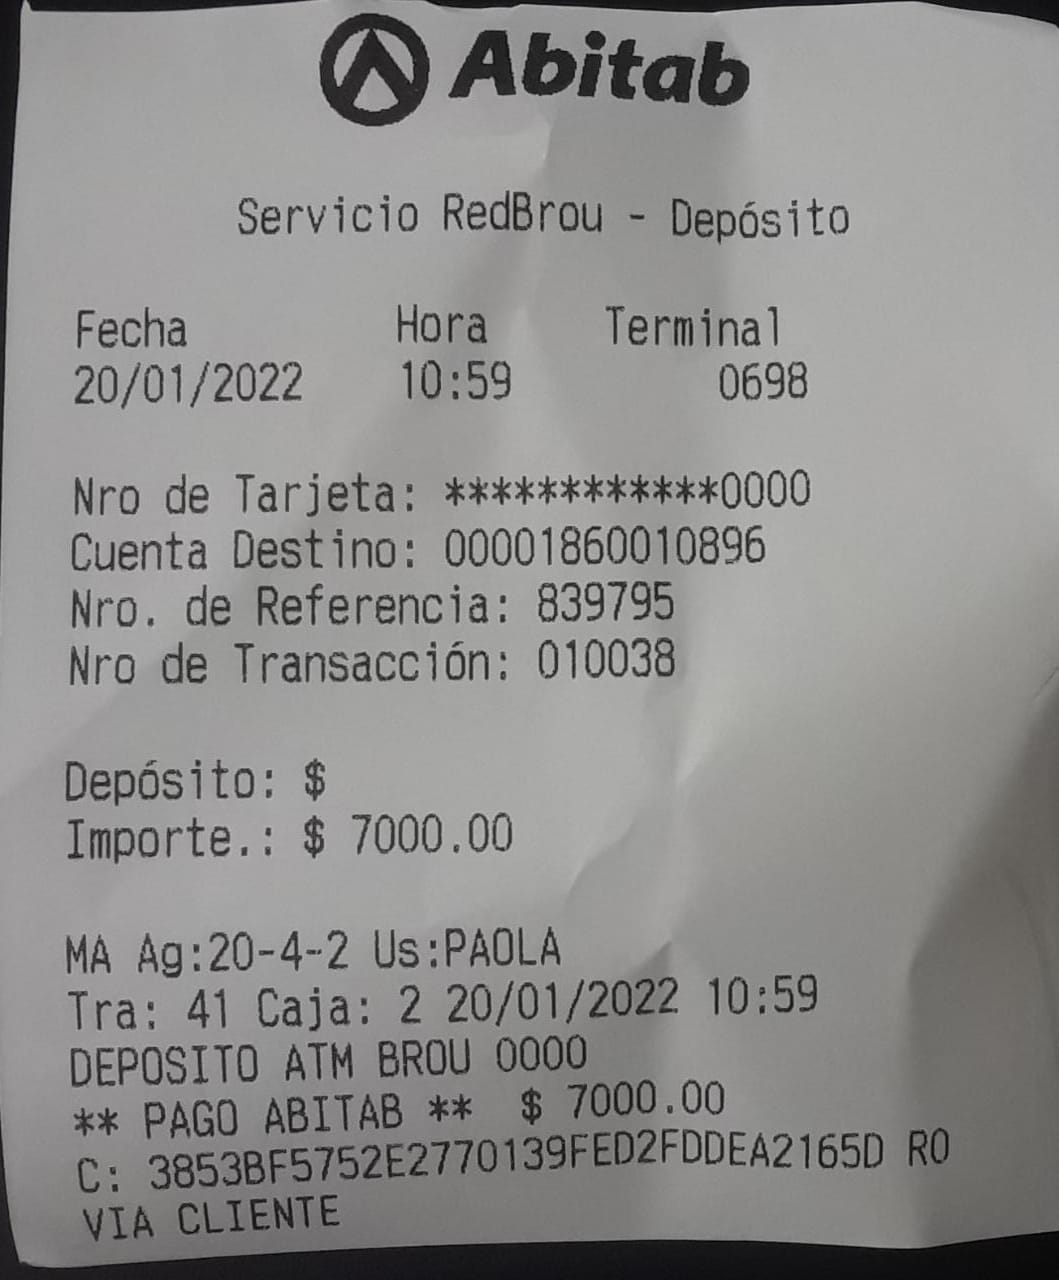 Abitab
Servicio RedBrou - Depósito
Fecha Hora Terminal
20/01/2022 10:59 0698
Nro de Tarjeta: ************0000
Cuenta Destino: 00001860010896
Nro. de Referencia: 839795
Nro de Transacción: 010038
Depósito: $
Importe.: $ 7000.00
MA Ag:20-4-2 Us:PAOLA
Tra: 41 Caja: 2 20/01/2022 10:59
DEPOSITO ATM BROU 0000
** PAGO ABITAB ** $ 7000.00
C: 3853BF5752E2770139FED2FDDEA2165D RO
VIA CLIENTE